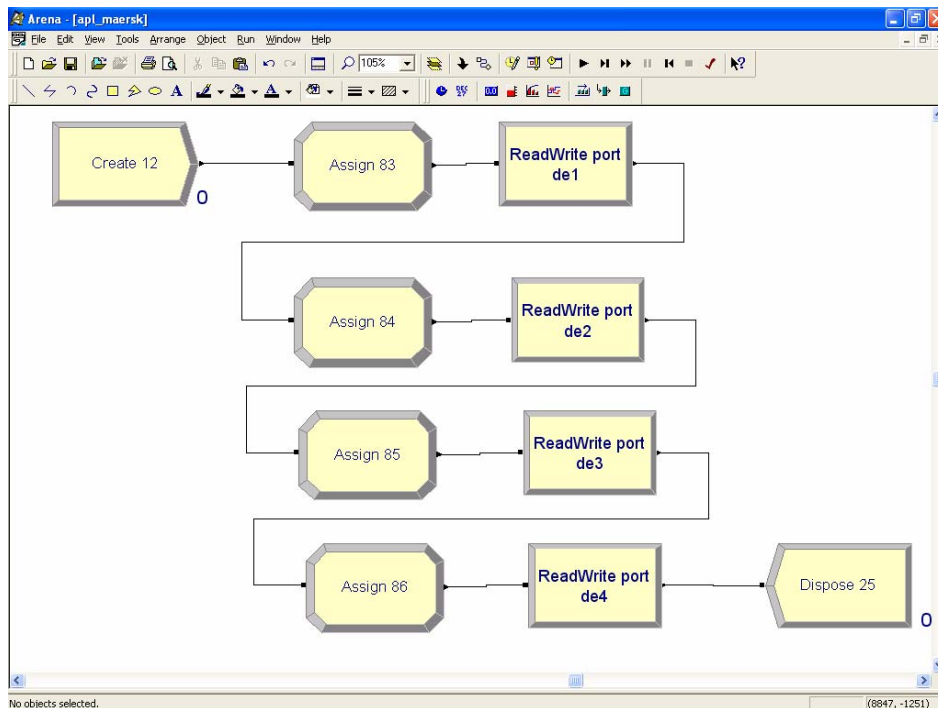 Arena - [apl_maersk]
File Edit View Tools Arrange Object Run Window Help
105%
Create 12
0
Assign 83
ReadWrite port
de1
Assign 84
ReadWrite port
de2
Assign 85
ReadWrite port
de3
Assign 86
ReadWrite port
de4
Dispose 25
0
No objects selected.
(8847, -1251)